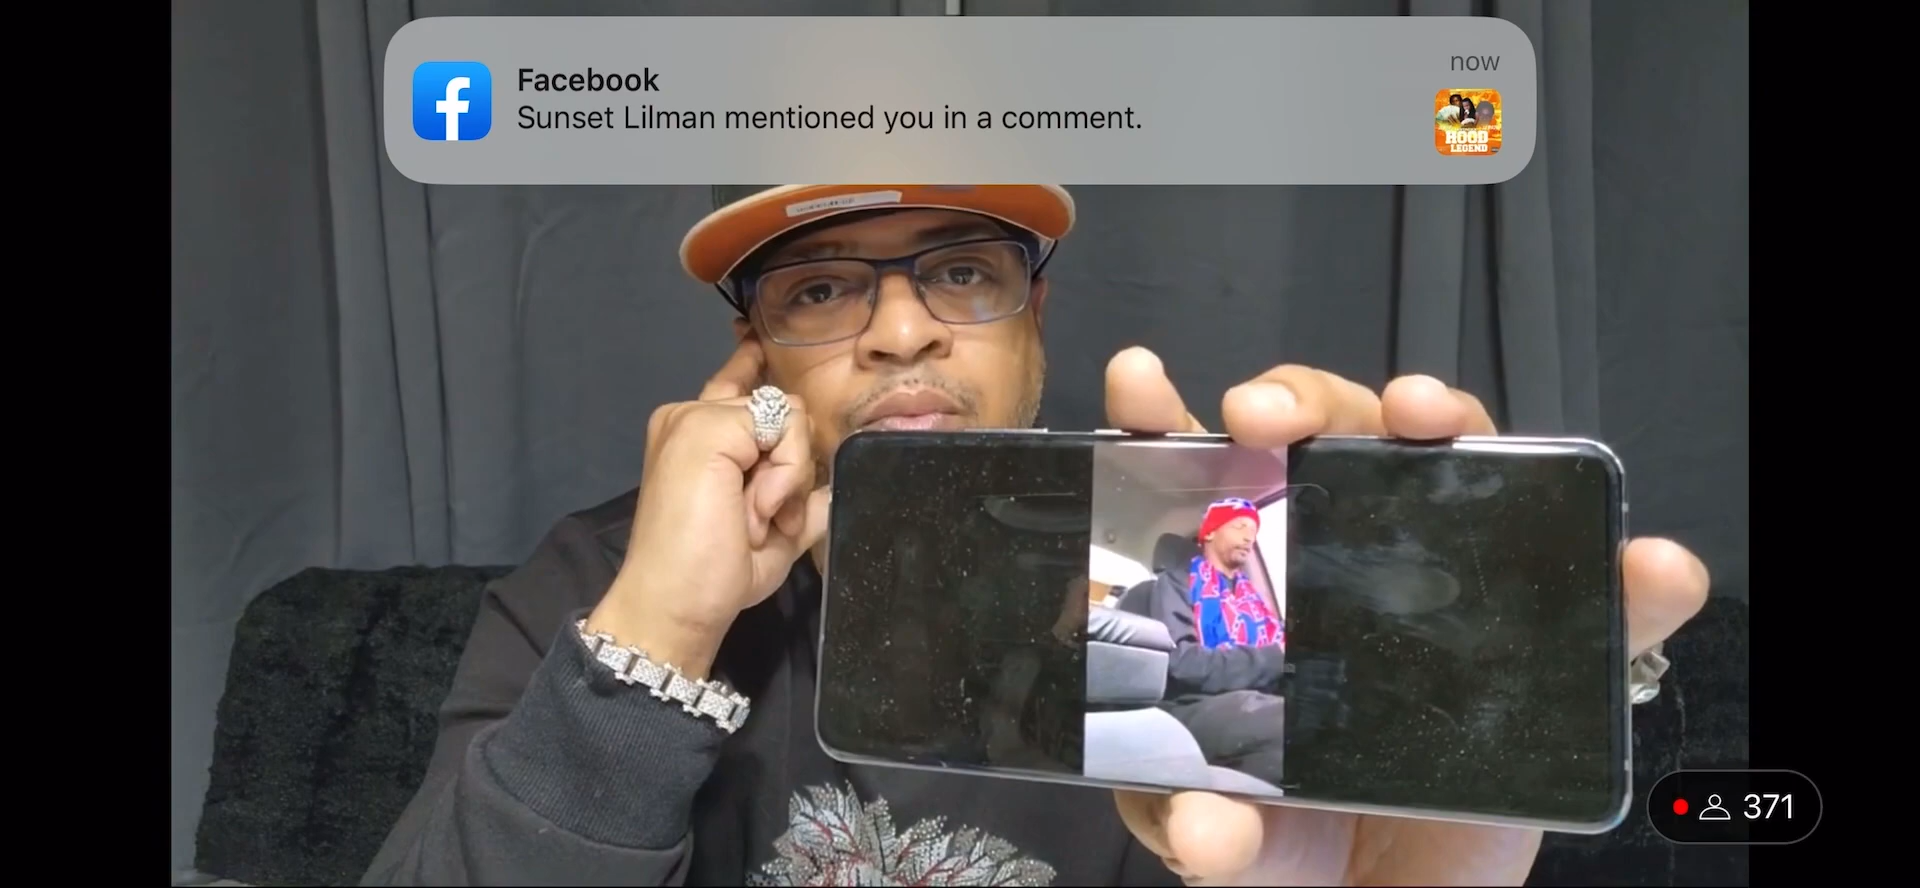 now
Facebook
Sunset Lilman mentioned you in a comment.
HOOD
LEGEND
371